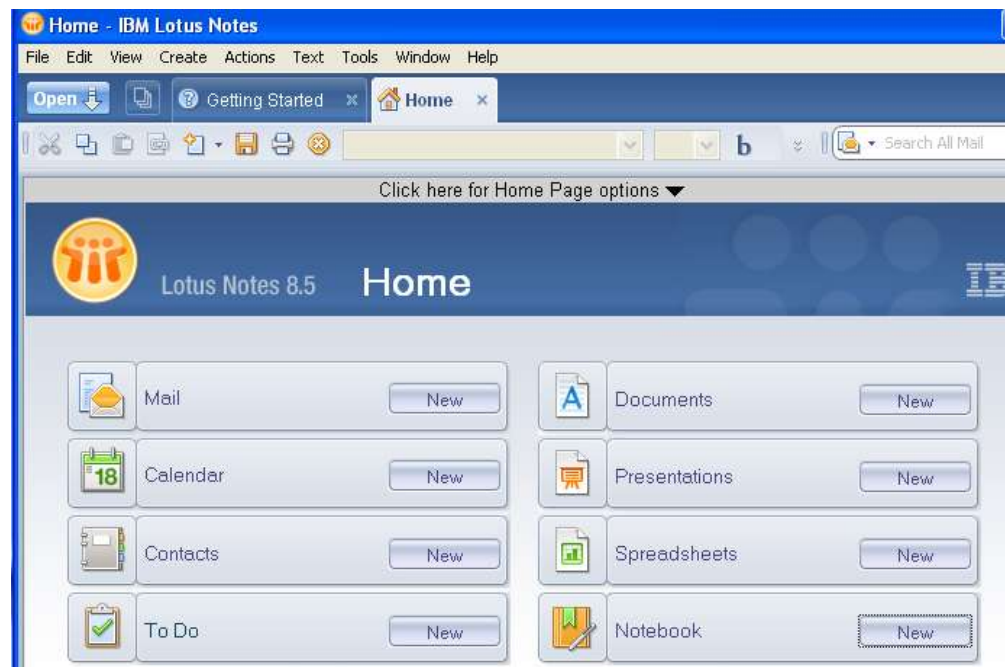 Home - IBM Lotus Notes
File Edit View Create Actions Text Tools Window Help
Open Getting Started Home
b Search All Mail
Click here for Home Page options
Lotus Notes 8.5 Home
Mail New
Documents New
Calendar New
18
Presentations New
Contacts New
Spreadsheets New
To Do New
Notebook New